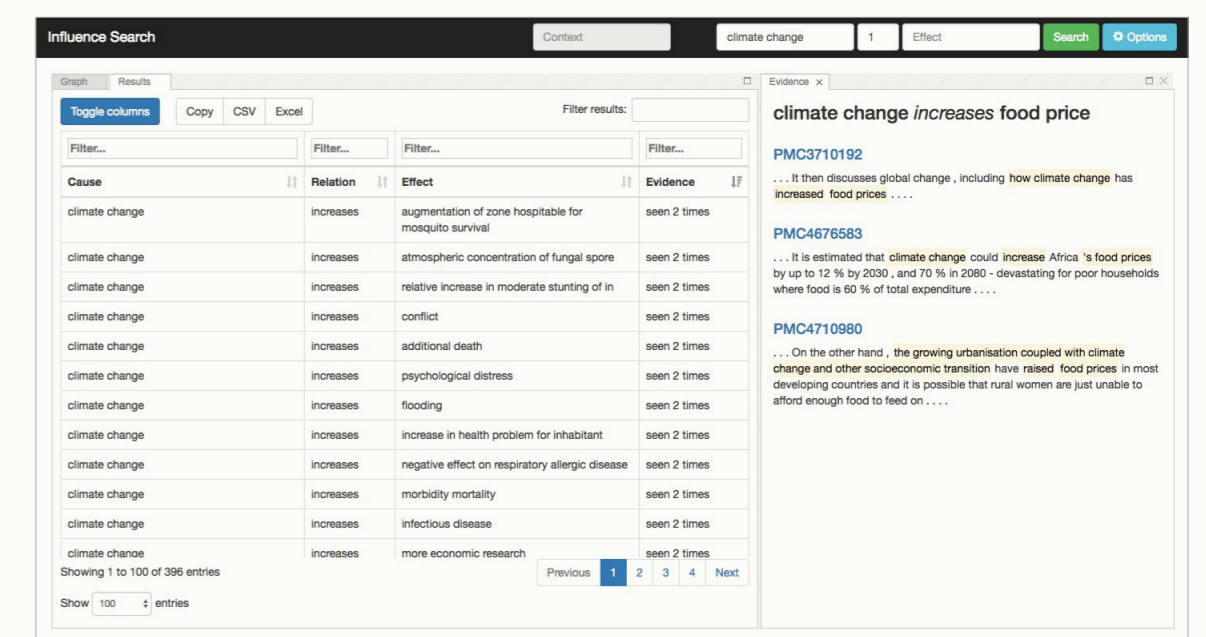 Influence Search
Context
climate change
1
Effect
Search
Options
Graph
Results
Toggle columns
Copy
CSV
Excel
Filter results:
Filter...
Filter...
Filter...
Filter...
Cause
Relation
Effect
Evidence
climate change increases augmentation of zone hospitable for seen 2 times
mosquito survival
climate change increases atmospheric concentration of fungal spore seen 2 times
climate change increases relative increase in moderate stunting of in seen 2 times
climate change increases conflict seen 2 times
climate change increases additional death seen 2 times
climate change increases psychological distress seen 2 times
climate change increases flooding seen 2 times
climate change increases increase in health problem for inhabitant seen 2 times
climate change increases negative effect on respiratory allergic disease seen 2 times
climate change increases morbidity mortality seen 2 times
climate change increases infectious disease seen 2 times
climate change increases more economic research seen 2 times
Showing 1 to 100 of 396 entries
Previous 1 2 3 4 Next
Show 100 entries
Evidence x
climate change increases food price
PMC3710192
. . . It then discusses global change , including how climate change has
increased food prices . . . .
PMC4676583
. . . It is estimated that climate change could increase Africa 's food prices
by up to 12 % by 2030 , and 70 % in 2080 - devastating for poor households
where food is 60 % of total expenditure . . . .
PMC4710980
. . . On the other hand , the growing urbanisation coupled with climate
change and other socioeconomic transition have raised food prices in most
developing countries and it is possible that rural women are just unable to
afford enough food to feed on . . . .